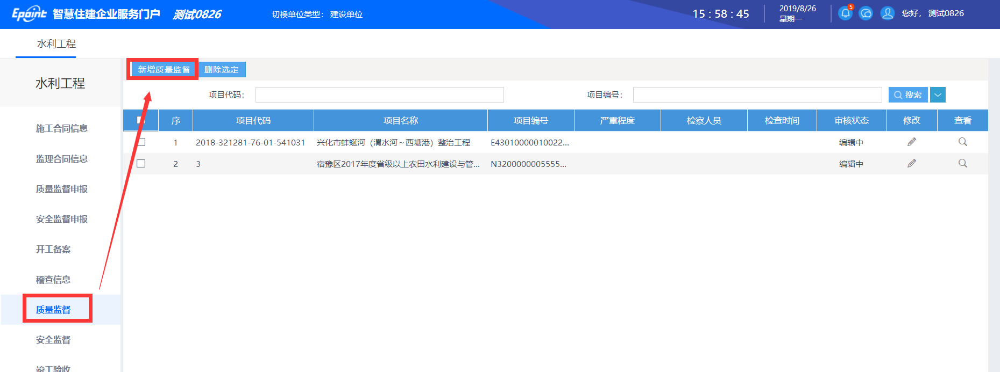 Epoint 智慧住建企业服务门户 测试0826 切换单位类型: 建设单位 15 : 58 : 45 2019/8/26 星期一 5 您好, 测试0826
水利工程
水利工程
施工合同信息
监理合同信息
质量监督申报
安全监督申报
开工备案
稽查信息
质量监督
安全监督
竣工验收
新增质量监督 删除选定
项目代码: 项目编号: 搜索
序 项目代码 项目名称 项目编号 严重程度 检察人员 检查时间 审核状态 修改 查看
1 2018-321281-76-01-541031 兴化市蚌蜒河（渭水河～西塘港）整治工程 E43010000010022... 编辑中
2 3 宿豫区2017年度省级以上农田水利建设与管... N3200000005555... 编辑中